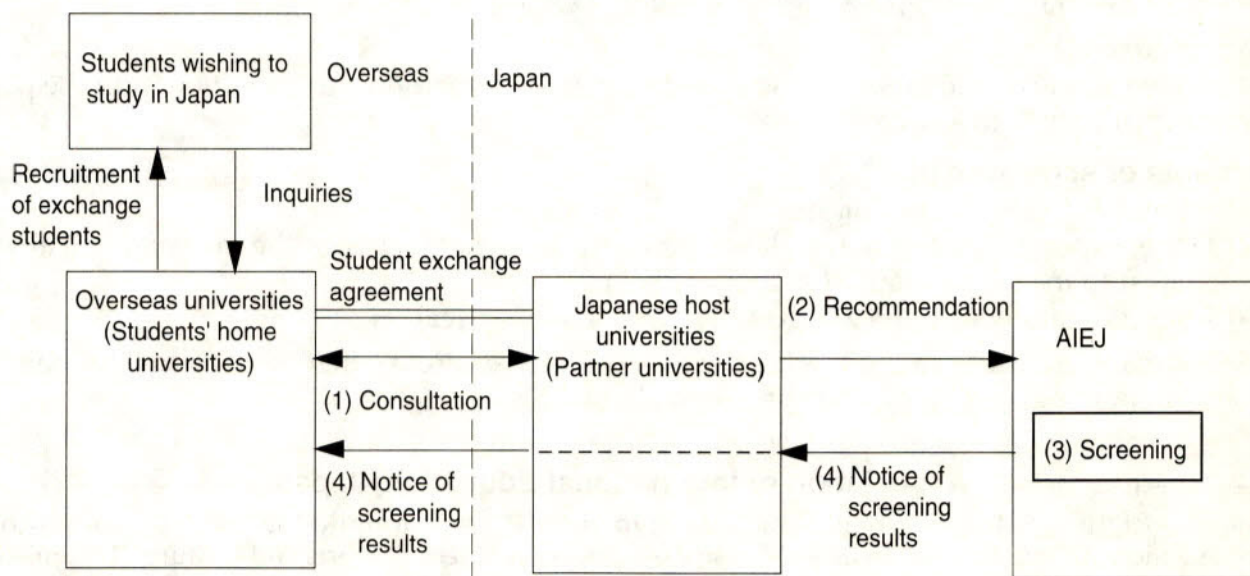 Students wishing to
study in Japan
Overseas
Japan
Recruitment
of exchange
students
Inquiries
Student exchange
agreement
Overseas universities
(Students' home
universities)
Japanese host
universities
(Partner universities)
(2) Recommendation
AIEJ
(1) Consultation
(3) Screening
(4) Notice of
screening
results
(4) Notice of
screening
results